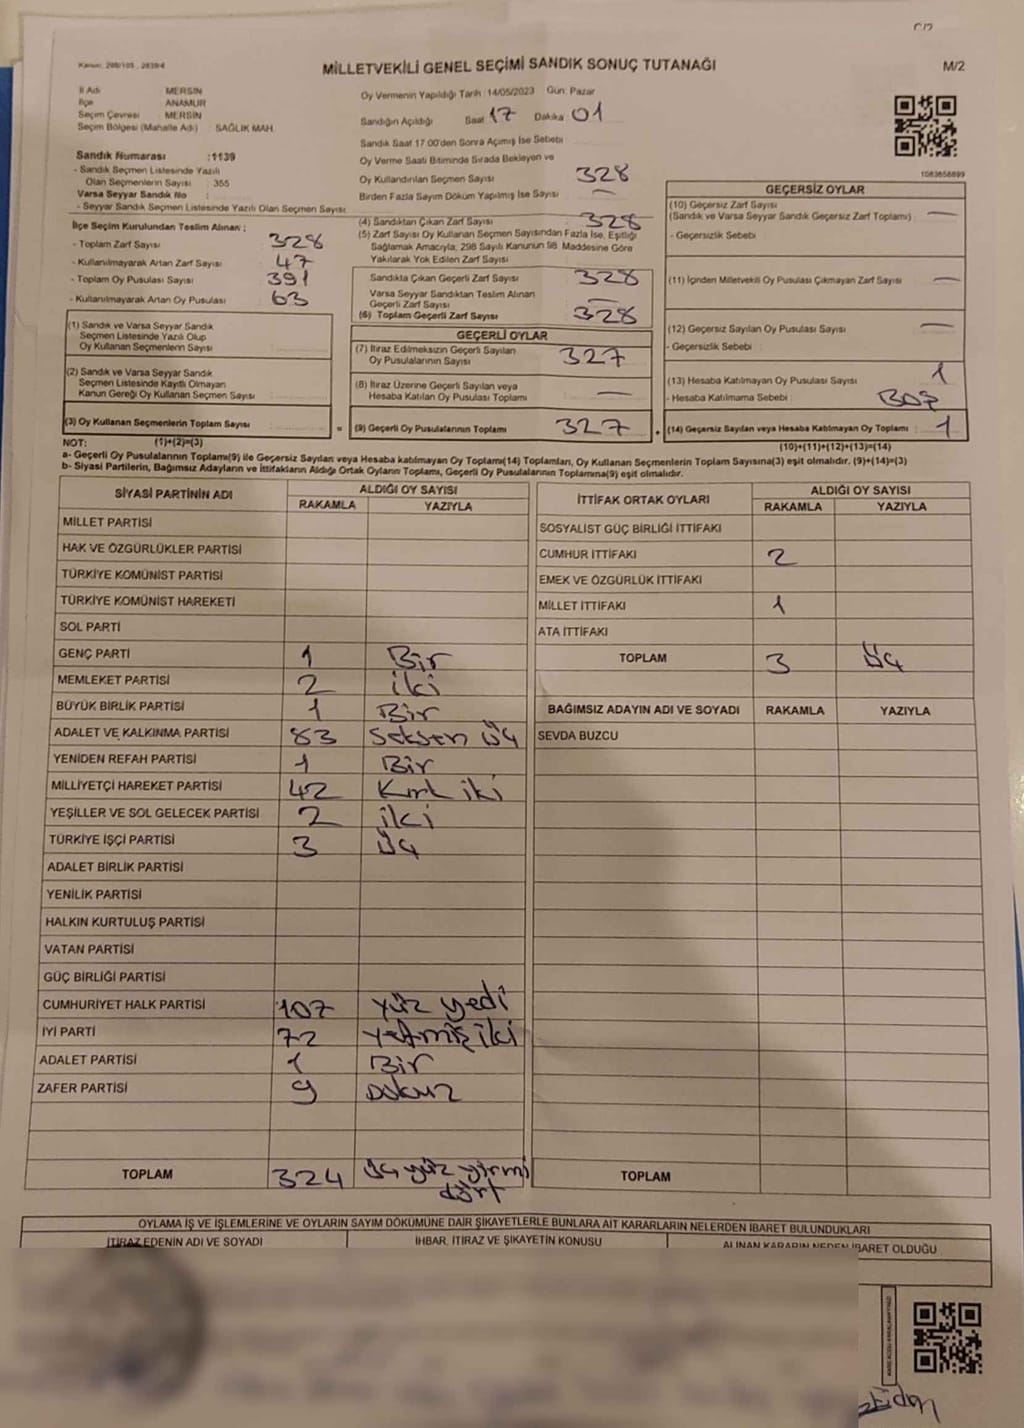 Kanun: 298/105 , 2839/4
MİLLETVEKİLİ GENEL SEÇİMİ SANDIK SONUÇ TUTANAĞI
M/2
İl Adı MERSİN
İlçe ANAMUR
Seçim Çevresi MERSİN
Seçim Bölgesi (Mahalle Adı) SAĞLIK MAH.
Sandık Numarası :1139
- Sandık Seçmen Listesinde Yazılı
Olan Seçmenlerin Sayısı : 355
Varsa Seyyar Sandık No :
- Seyyar Sandık Seçmen Listesinde Yazılı Olan Seçmen Sayısı:
Oy Vermenin Yapıldığı Tarih :14/05/2023 Gün: Pazar
Sandığın Açıldığı Saat 17 Dakika 01
Sandık Saat 17.00'den Sonra Açımış İse Sebebi
Oy Verme Saati Bitiminde Sırada Bekleyen ve
Oy Kullandırılan Seçmen Sayısı 328
Birden Fazla Sayım Döküm Yapılmış İse Sayısı —
1083658899
İlçe Seçim Kurulundan Teslim Alınan ;
- Toplam Zarf Sayısı 328
- Kullanılmayarak Artan Zarf Sayısı 47
- Toplam Oy Pusulası Sayısı 391
- Kullanılmayarak Artan Oy Pusulası 63
(1) Sandık ve Varsa Seyyar Sandık
Seçmen Listesinde Yazılı Olup
Oy Kullanan Seçmenlerin Sayısı :
(2) Sandık ve Varsa Seyyar Sandık
Seçmen Listesinde Kayıtlı Olmayan
Kanun Gereği Oy Kullanan Seçmen Sayısı :
(3) Oy Kullanan Seçmenlerin Toplam Sayısı :
(4) Sandıktan Çıkan Zarf Sayısı : 328
(5) Zarf Sayısı Oy Kullanan Seçmen Sayısından Fazla İse, Eşitliği
Sağlamak Amacıyla, 298 Sayılı Kanunun 98. Maddesine Göre
Yakılarak Yok Edilen Zarf Sayısı
Sandıkta Çıkan Geçerli Zarf Sayısı 328
Varsa Seyyar Sandıktan Teslim Alınan
Geçerli Zarf Sayısı —
(6) Toplam Geçerli Zarf Sayısı 328
GEÇERLİ OYLAR
(7) İtiraz Edilmeksizin Geçerli Sayılan
Oy Pusulalarının Sayısı 327
(8) İtiraz Üzerine Geçerli Sayılan veya
Hesaba Katılan Oy Pusulası Toplamı —
= (9) Geçerli Oy Pusulalarının Toplamı 327 +
GEÇERSİZ OYLAR
(10) Geçersiz Zarf Sayısı
(Sandık ve Varsa Seyyar Sandık Geçersiz Zarf Toplamı) : —
- Geçersizlik Sebebi :
(11) İçinden Milletvekili Oy Pusulası Çıkmayan Zarf Sayısı : —
(12) Geçersiz Sayılan Oy Pusulası Sayısı : —
- Geçersizlik Sebebi :
(13) Hesaba Katılmayan Oy Pusulası Sayısı : 1
- Hesaba Katılmama Sebebi : Boş
(14) Geçersiz Sayılan veya Hesaba Katılmayan Oy Toplamı : 1
NOT: (1)+(2)=(3)
(10)+(11)+(12)+(13)=(14)
a- Geçerli Oy Pusulalarının Toplamı(9) ile Geçersiz Sayılan veya Hesaba katılmayan Oy Toplamı(14) Toplamları, Oy Kullanan Seçmenlerin Toplam Sayısına(3) eşit olmalıdır. (9)+(14)=(3)
b- Siyasi Partilerin, Bağımsız Adayların ve İttifakların Aldığı Ortak Oyların Toplamı, Geçerli Oy Pusulalarının Toplamına(9) eşit olmalıdır.
SİYASİ PARTİNİN ADI ALDIĞI OY SAYISI
RAKAMLA YAZIYLA
MİLLET PARTİSİ
HAK VE ÖZGÜRLÜKLER PARTİSİ
TÜRKİYE KOMÜNİST PARTİSİ
TÜRKİYE KOMÜNİST HAREKETİ
SOL PARTİ
GENÇ PARTİ 1 Bir
MEMLEKET PARTİSİ 2 iki
BÜYÜK BİRLİK PARTİSİ 1 Bir
ADALET VE KALKINMA PARTİSİ 83 Seksen Üç
YENİDEN REFAH PARTİSİ 1 Bir
MİLLİYETÇİ HAREKET PARTİSİ 42 Kırk iki
YEŞİLLER VE SOL GELECEK PARTİSİ 2 iki
TÜRKİYE İŞÇİ PARTİSİ 3 Üç
ADALET BİRLİK PARTİSİ
YENİLİK PARTİSİ
HALKIN KURTULUŞ PARTİSİ
VATAN PARTİSİ
GÜÇ BİRLİĞİ PARTİSİ
CUMHURİYET HALK PARTİSİ 107 Yüz yedi
İYİ PARTİ 72 Yetmiş iki
ADALET PARTİSİ 1 Bir
ZAFER PARTİSİ 9 Dokuz
TOPLAM 324 Üç yüz yirmi
dört
İTTİFAK ORTAK OYLARI ALDIĞI OY SAYISI
RAKAMLA YAZIYLA
SOSYALİST GÜÇ BİRLİĞİ İTTİFAKI
CUMHUR İTTİFAKI 2
EMEK VE ÖZGÜRLÜK İTTİFAKI
MİLLET İTTİFAKI 1
ATA İTTİFAKI
TOPLAM 3 Üç
BAĞIMSIZ ADAYIN ADI VE SOYADI RAKAMLA YAZIYLA
SEVDA BUZCU
TOPLAM
OYLAMA İŞ VE İŞLEMLERİNE VE OYLARIN SAYIM DÖKÜMÜNE DAİR ŞİKAYETLERLE BUNLARA AİT KARARLARIN NELERDEN İBARET BULUNDUKLARI
İTİRAZ EDENİN ADI VE SOYADI İHBAR, İTİRAZ VE ŞİKAYETİN KONUSU ALINAN KARARIN NEDEN İBARET OLDUĞU